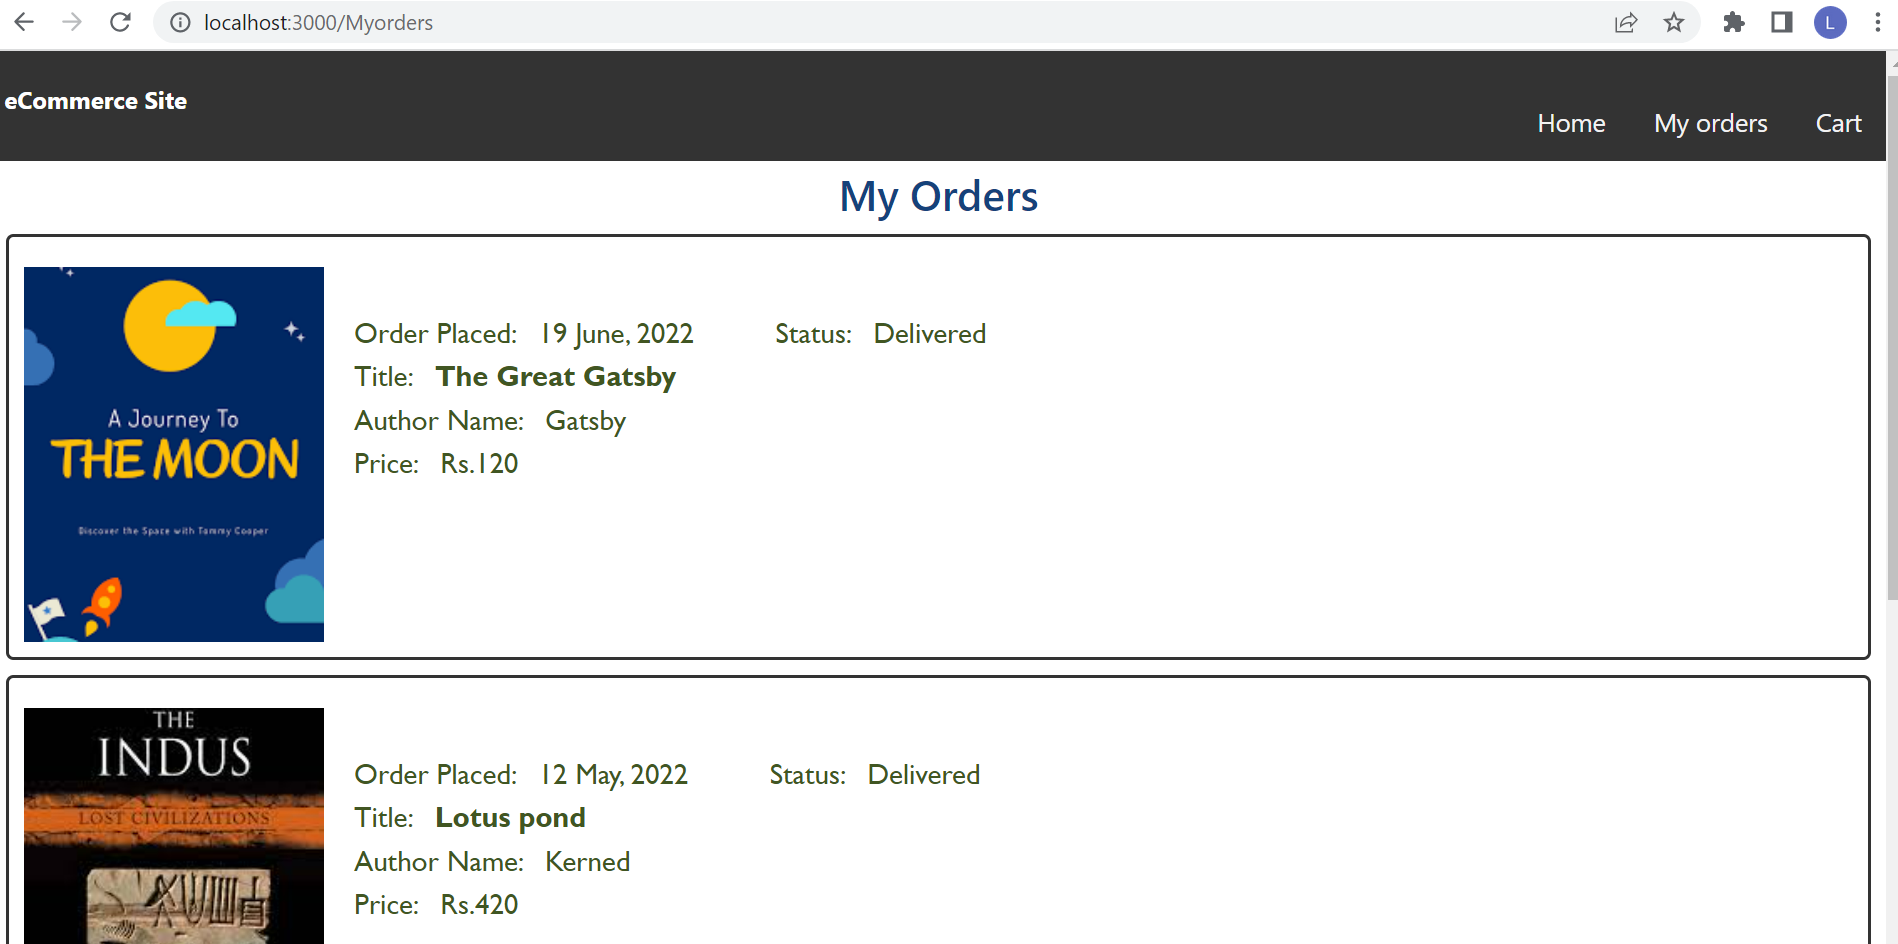 localhost:3000/Myorders
L
eCommerce Site
Home My orders Cart
My Orders
A Journey To
THE MOON
Discover the Space with Tammy Cooper
Order Placed: 19 June, 2022 Status: Delivered
Title: The Great Gatsby
Author Name: Gatsby
Price: Rs.120
THE
INDUS
LOST CIVILIZATIONS
Order Placed: 12 May, 2022 Status: Delivered
Title: Lotus pond
Author Name: Kerned
Price: Rs.420